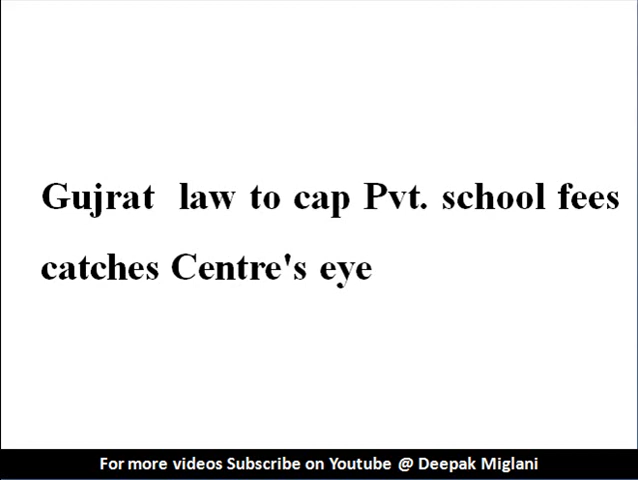 Gujrat law to cap Pvt. school fees
catches Centre's eye
For more videos Subscribe on Youtube @ Deepak Miglani